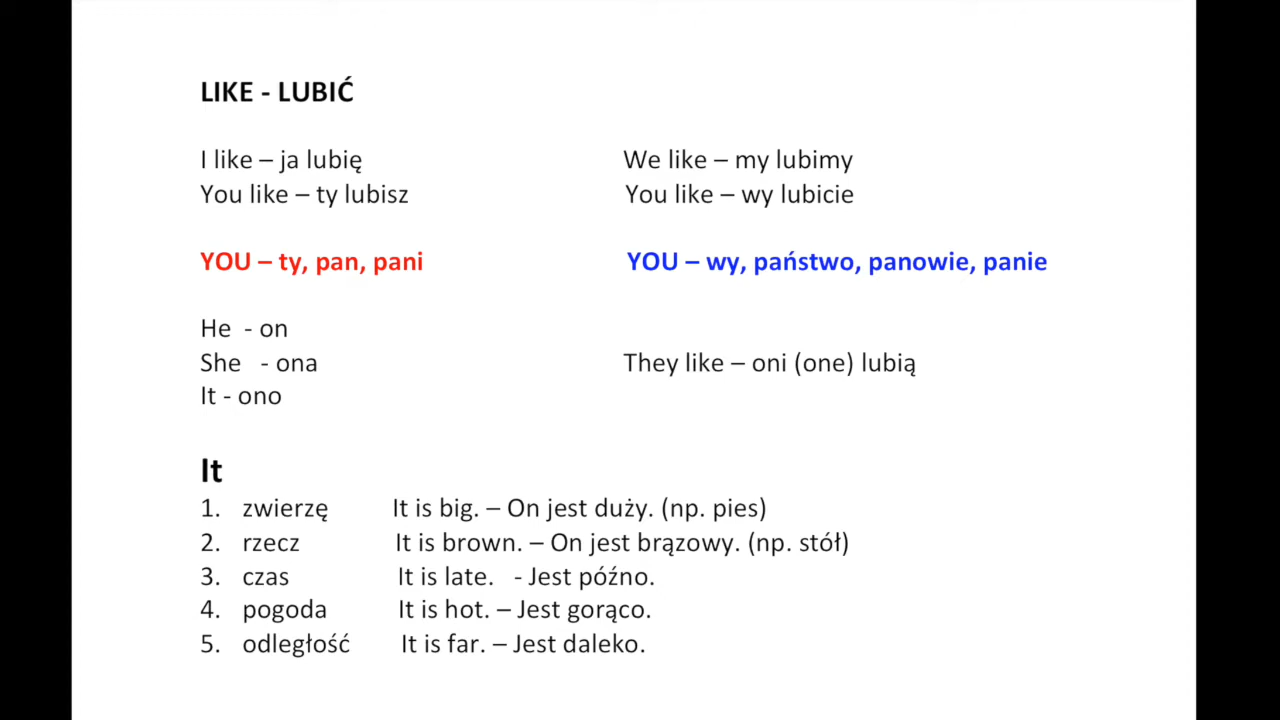 LIKE - LUBIĆ
I like – ja lubię We like – my lubimy
You like – ty lubisz You like – wy lubicie
YOU – ty, pan, pani YOU – wy, państwo, panowie, panie
He - on
She - ona They like – oni (one) lubią
It - ono
It
1. zwierzę It is big. – On jest duży. (np. pies)
2. rzecz It is brown. – On jest brązowy. (np. stół)
3. czas It is late. - Jest późno.
4. pogoda It is hot. – Jest gorąco.
5. odległość It is far. – Jest daleko.